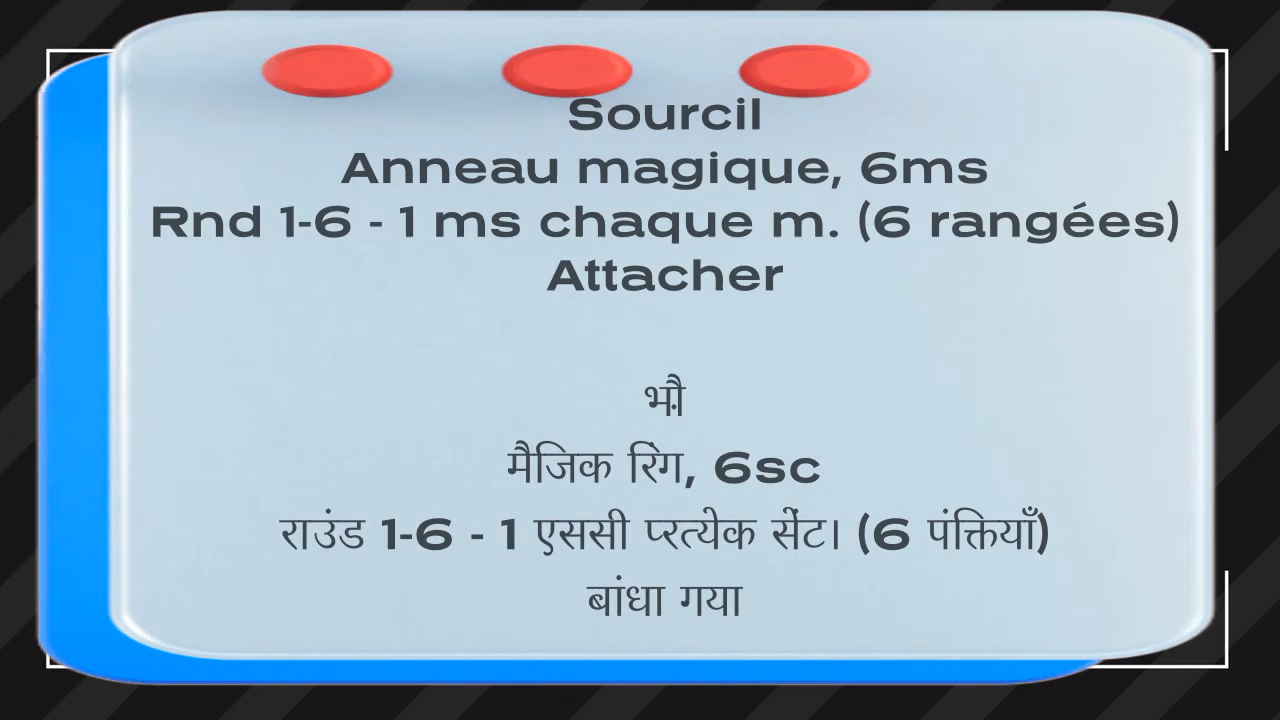 Sourcil
Anneau magique, 6ms
Rnd 1-6 - 1 ms chaque m. (6 rangées)
Attacher
भौं
मैजिक रिंग, 6sc
राउंड 1-6 - 1 एससी प्रत्येक सेंट। (6 पंक्तियाँ)
बांधा गया